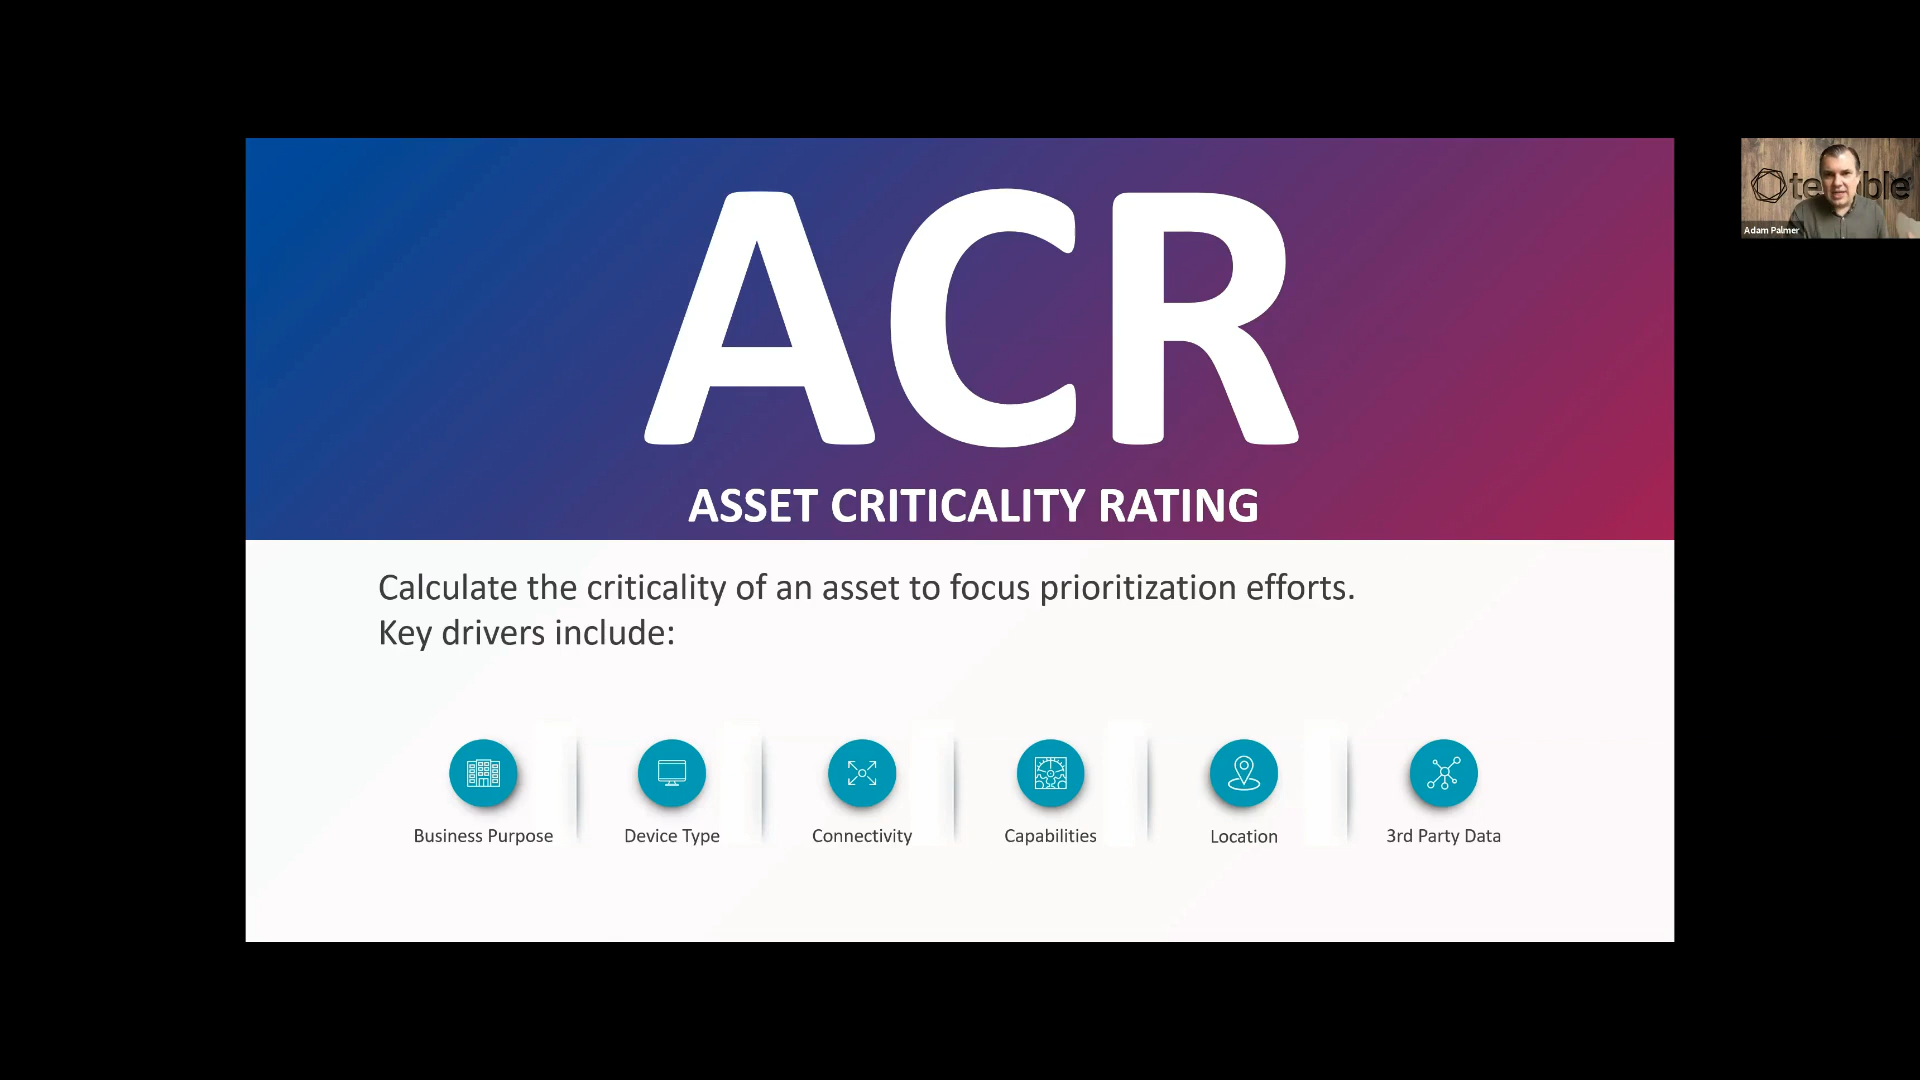 ACR
ASSET CRITICALITY RATING
Calculate the criticality of an asset to focus prioritization efforts.
Key drivers include:
Business Purpose
Device Type
Connectivity
Capabilities
Location
3rd Party Data
Adam Palmer